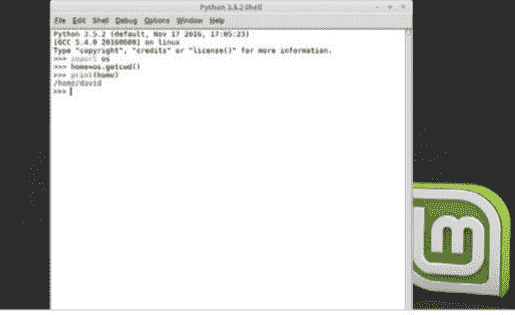 Python 3.5.2 Shell
File Edit Shell Debug Options Window Help
Python 3.5.2 (default, Nov 17 2016, 17:05:23)
[GCC 5.4.0 20160609] on linux
Type "copyright", "credits" or "license()" for more information.
>>> import os
>>> home=os.getcwd()
>>> print(home)
/home/david
>>>